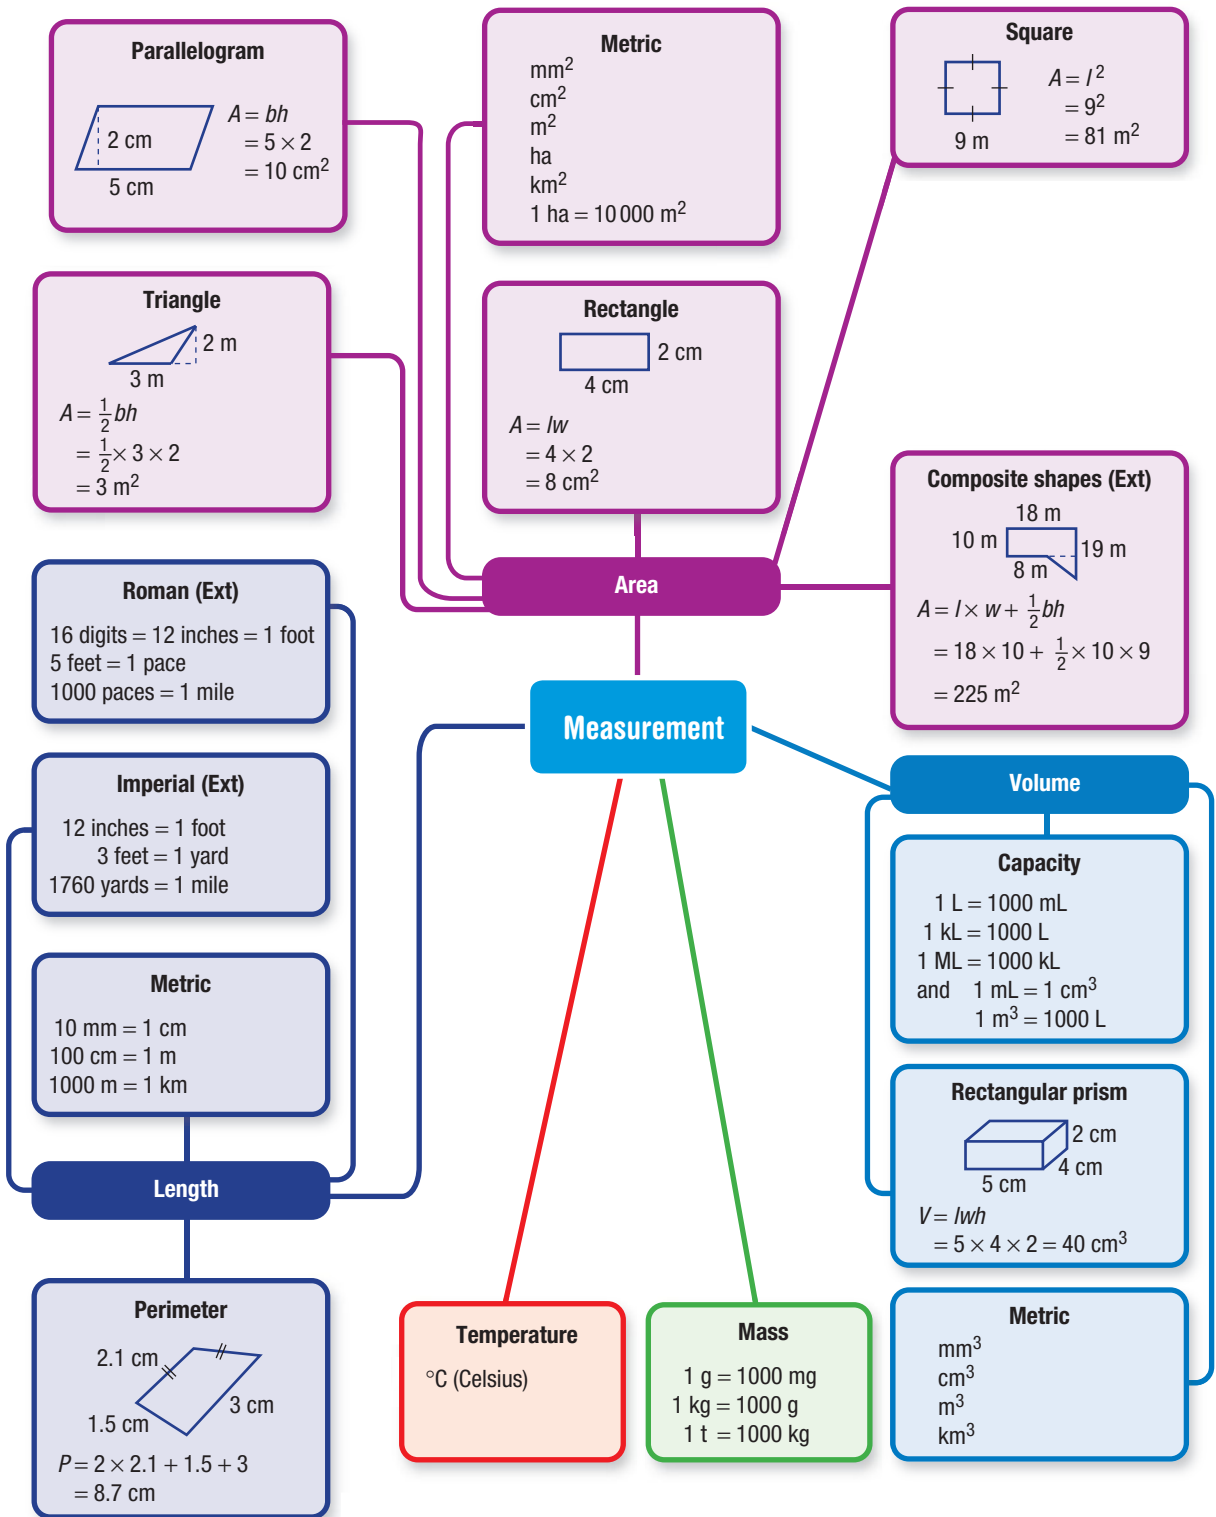 Parallelogram
2 cm
5 cm
A = bh
= 5 × 2
= 10 cm²
Metric
mm²
cm²
m²
ha
km²
1 ha = 10 000 m²
Square
9 m
A = l²
= 9²
= 81 m²
Triangle
2 m
3 m
A = 1/2 bh
= 1/2 × 3 × 2
= 3 m²
Rectangle
2 cm
4 cm
A = lw
= 4 × 2
= 8 cm²
Composite shapes (Ext)
18 m
10 m
19 m
8 m
A = l × w + 1/2 bh
= 18 × 10 + 1/2 × 10 × 9
= 225 m²
Area
Roman (Ext)
16 digits = 12 inches = 1 foot
5 feet = 1 pace
1000 paces = 1 mile
Measurement
Imperial (Ext)
12 inches = 1 foot
3 feet = 1 yard
1760 yards = 1 mile
Metric
10 mm = 1 cm
100 cm = 1 m
1000 m = 1 km
Length
Perimeter
2.1 cm
1.5 cm
3 cm
P = 2 × 2.1 + 1.5 + 3
= 8.7 cm
Temperature
°C (Celsius)
Mass
1 g = 1000 mg
1 kg = 1000 g
1 t = 1000 kg
Volume
Capacity
1 L = 1000 mL
1 kL = 1000 L
1 ML = 1000 kL
and 1 mL = 1 cm³
1 m³ = 1000 L
Rectangular prism
2 cm
4 cm
5 cm
V = lwh
= 5 × 4 × 2 = 40 cm³
Metric
mm³
cm³
m³
km³